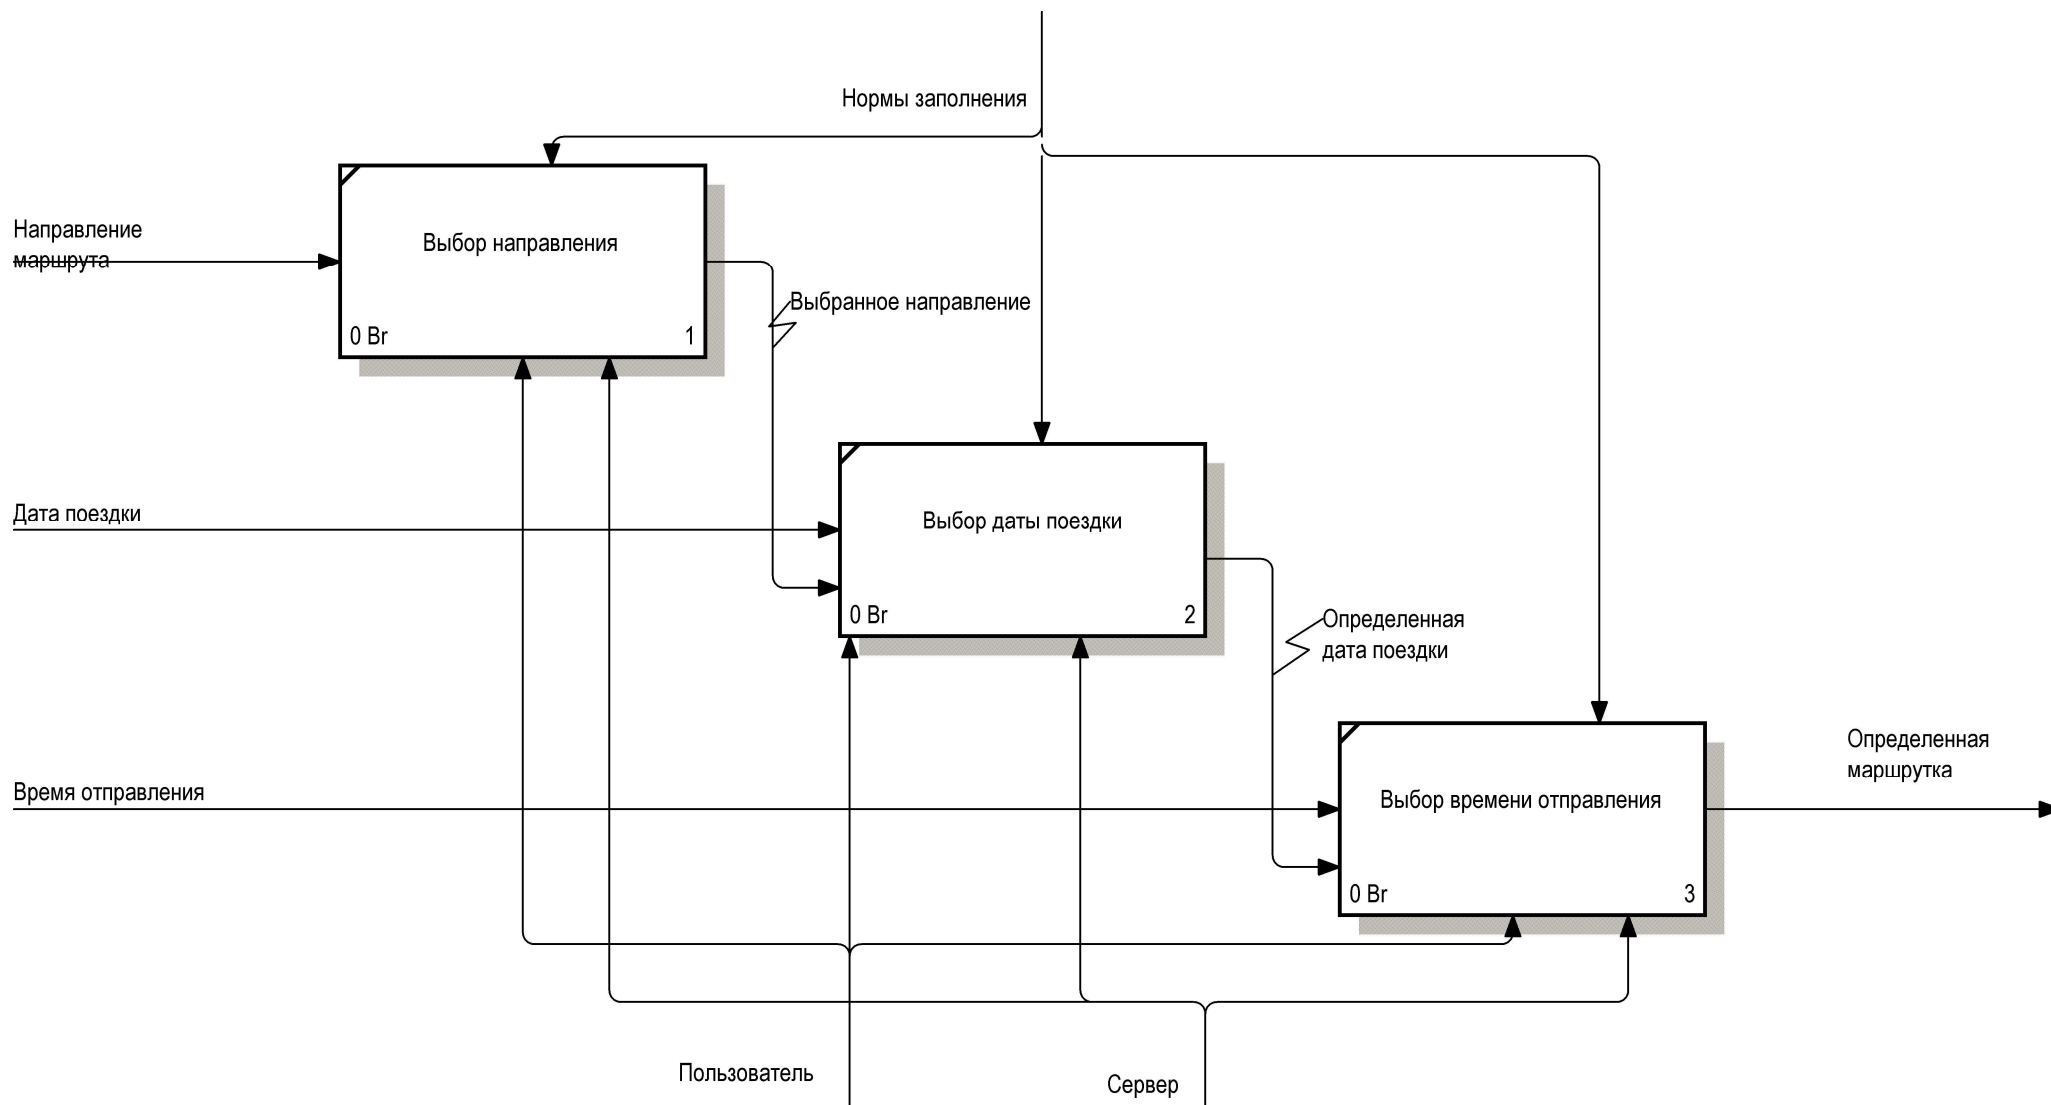 Нормы заполнения
Направление
маршрута
Выбор направления
0 Br
1
Выбранное направление
Дата поездки
Выбор даты поездки
0 Br
2
Определенная
дата поездки
Время отправления
Выбор времени отправления
0 Br
3
Определенная
маршрутка
Пользователь
Сервер